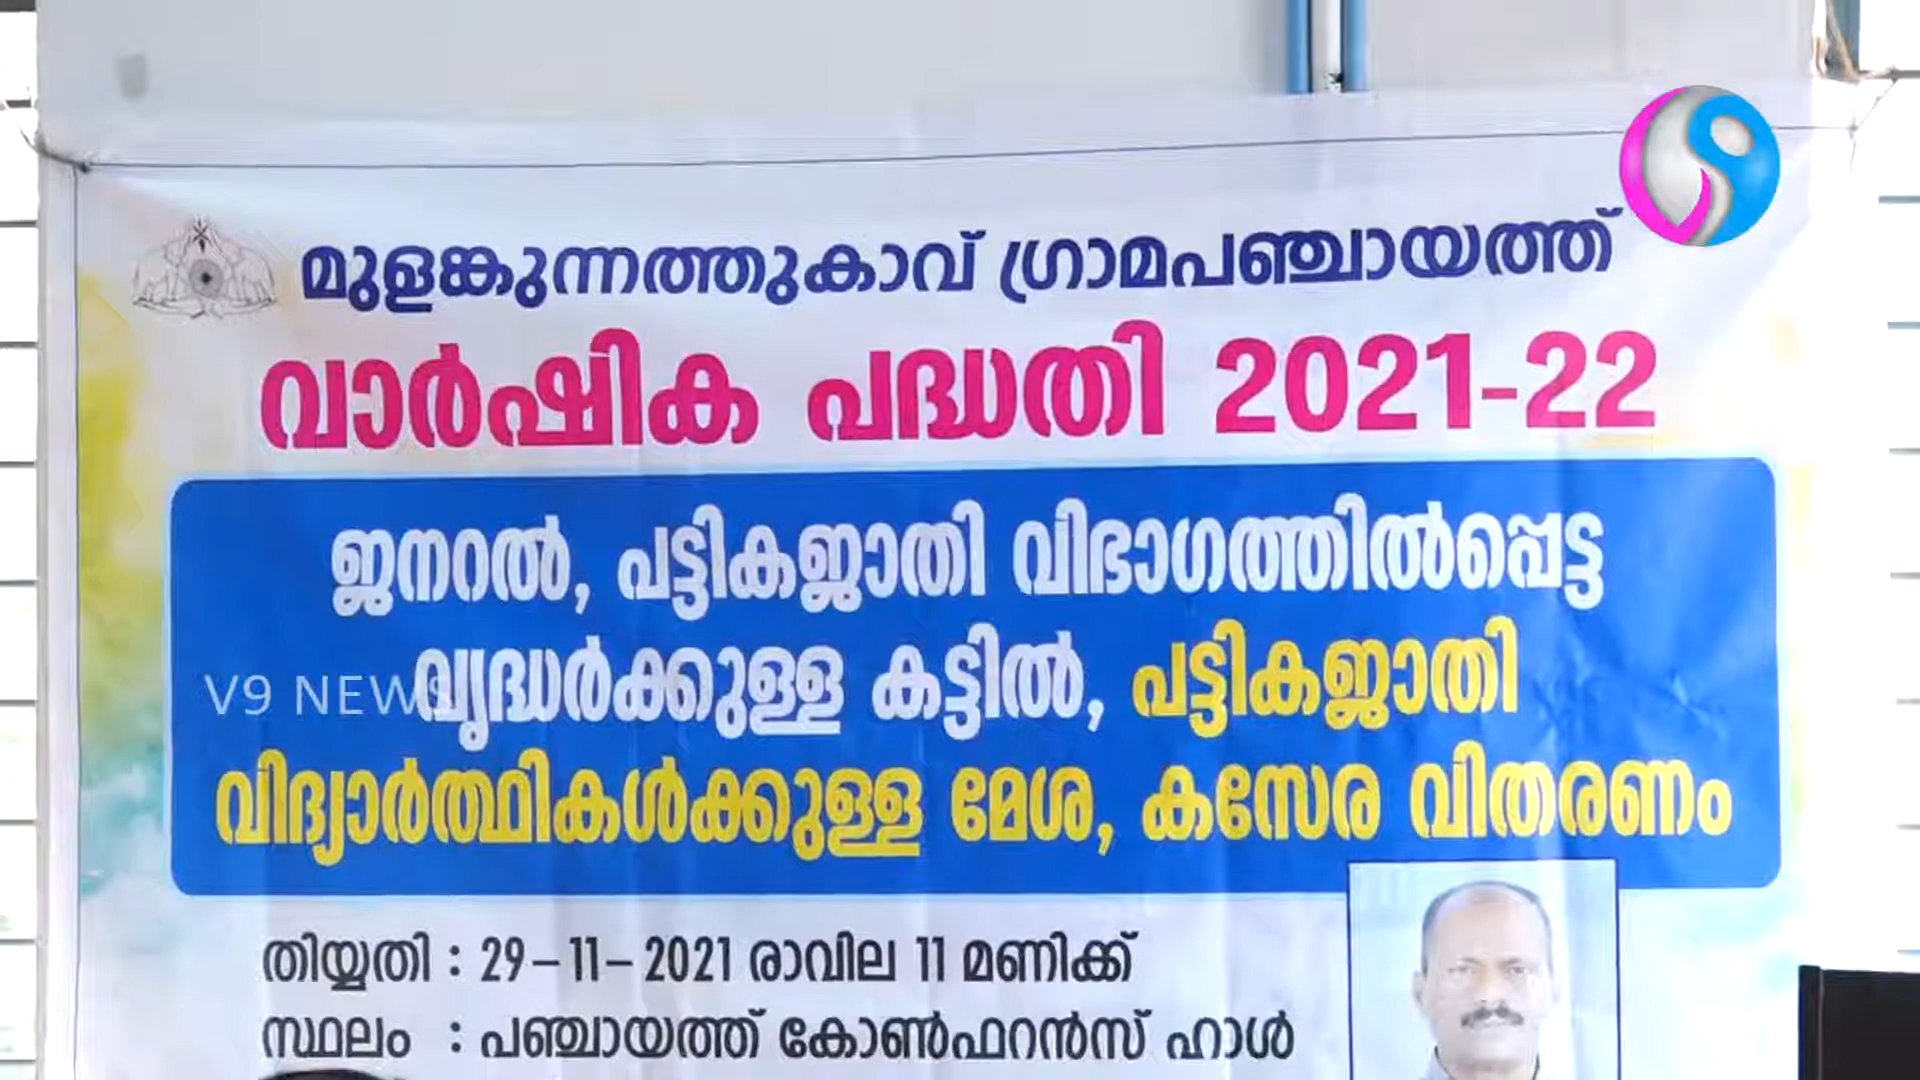 മുളങ്കുന്നത്തുകാവ് ഗ്രാമപഞ്ചായത്ത്
വാർഷിക പദ്ധതി 2021-22
ജനറൽ, പട്ടികജാതി വിഭാഗത്തിൽപ്പെട്ട
വൃദ്ധർക്കുള്ള കട്ടിൽ, പട്ടികജാതി
V9 NEWS
വിദ്യാർത്ഥികൾക്കുള്ള മേശ, കസേര വിതരണം
തിയ്യതി : 29-11-2021 രാവിലെ 11 മണിക്ക്
സ്ഥലം : പഞ്ചായത്ത് കോൺഫറൻസ് ഹാൾ